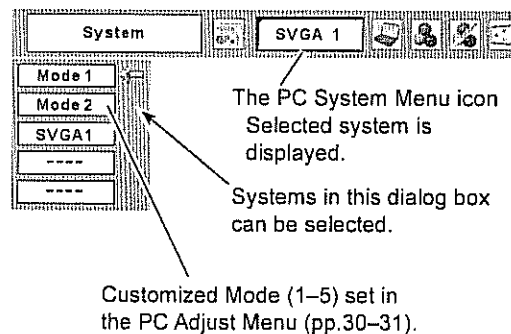 System
SVGA 1
Mode 1
Mode 2
SVGA1
----
----
The PC System Menu icon
Selected system is
displayed.
Systems in this dialog box
can be selected.
Customized Mode (1–5) set in
the PC Adjust Menu (pp.30–31).